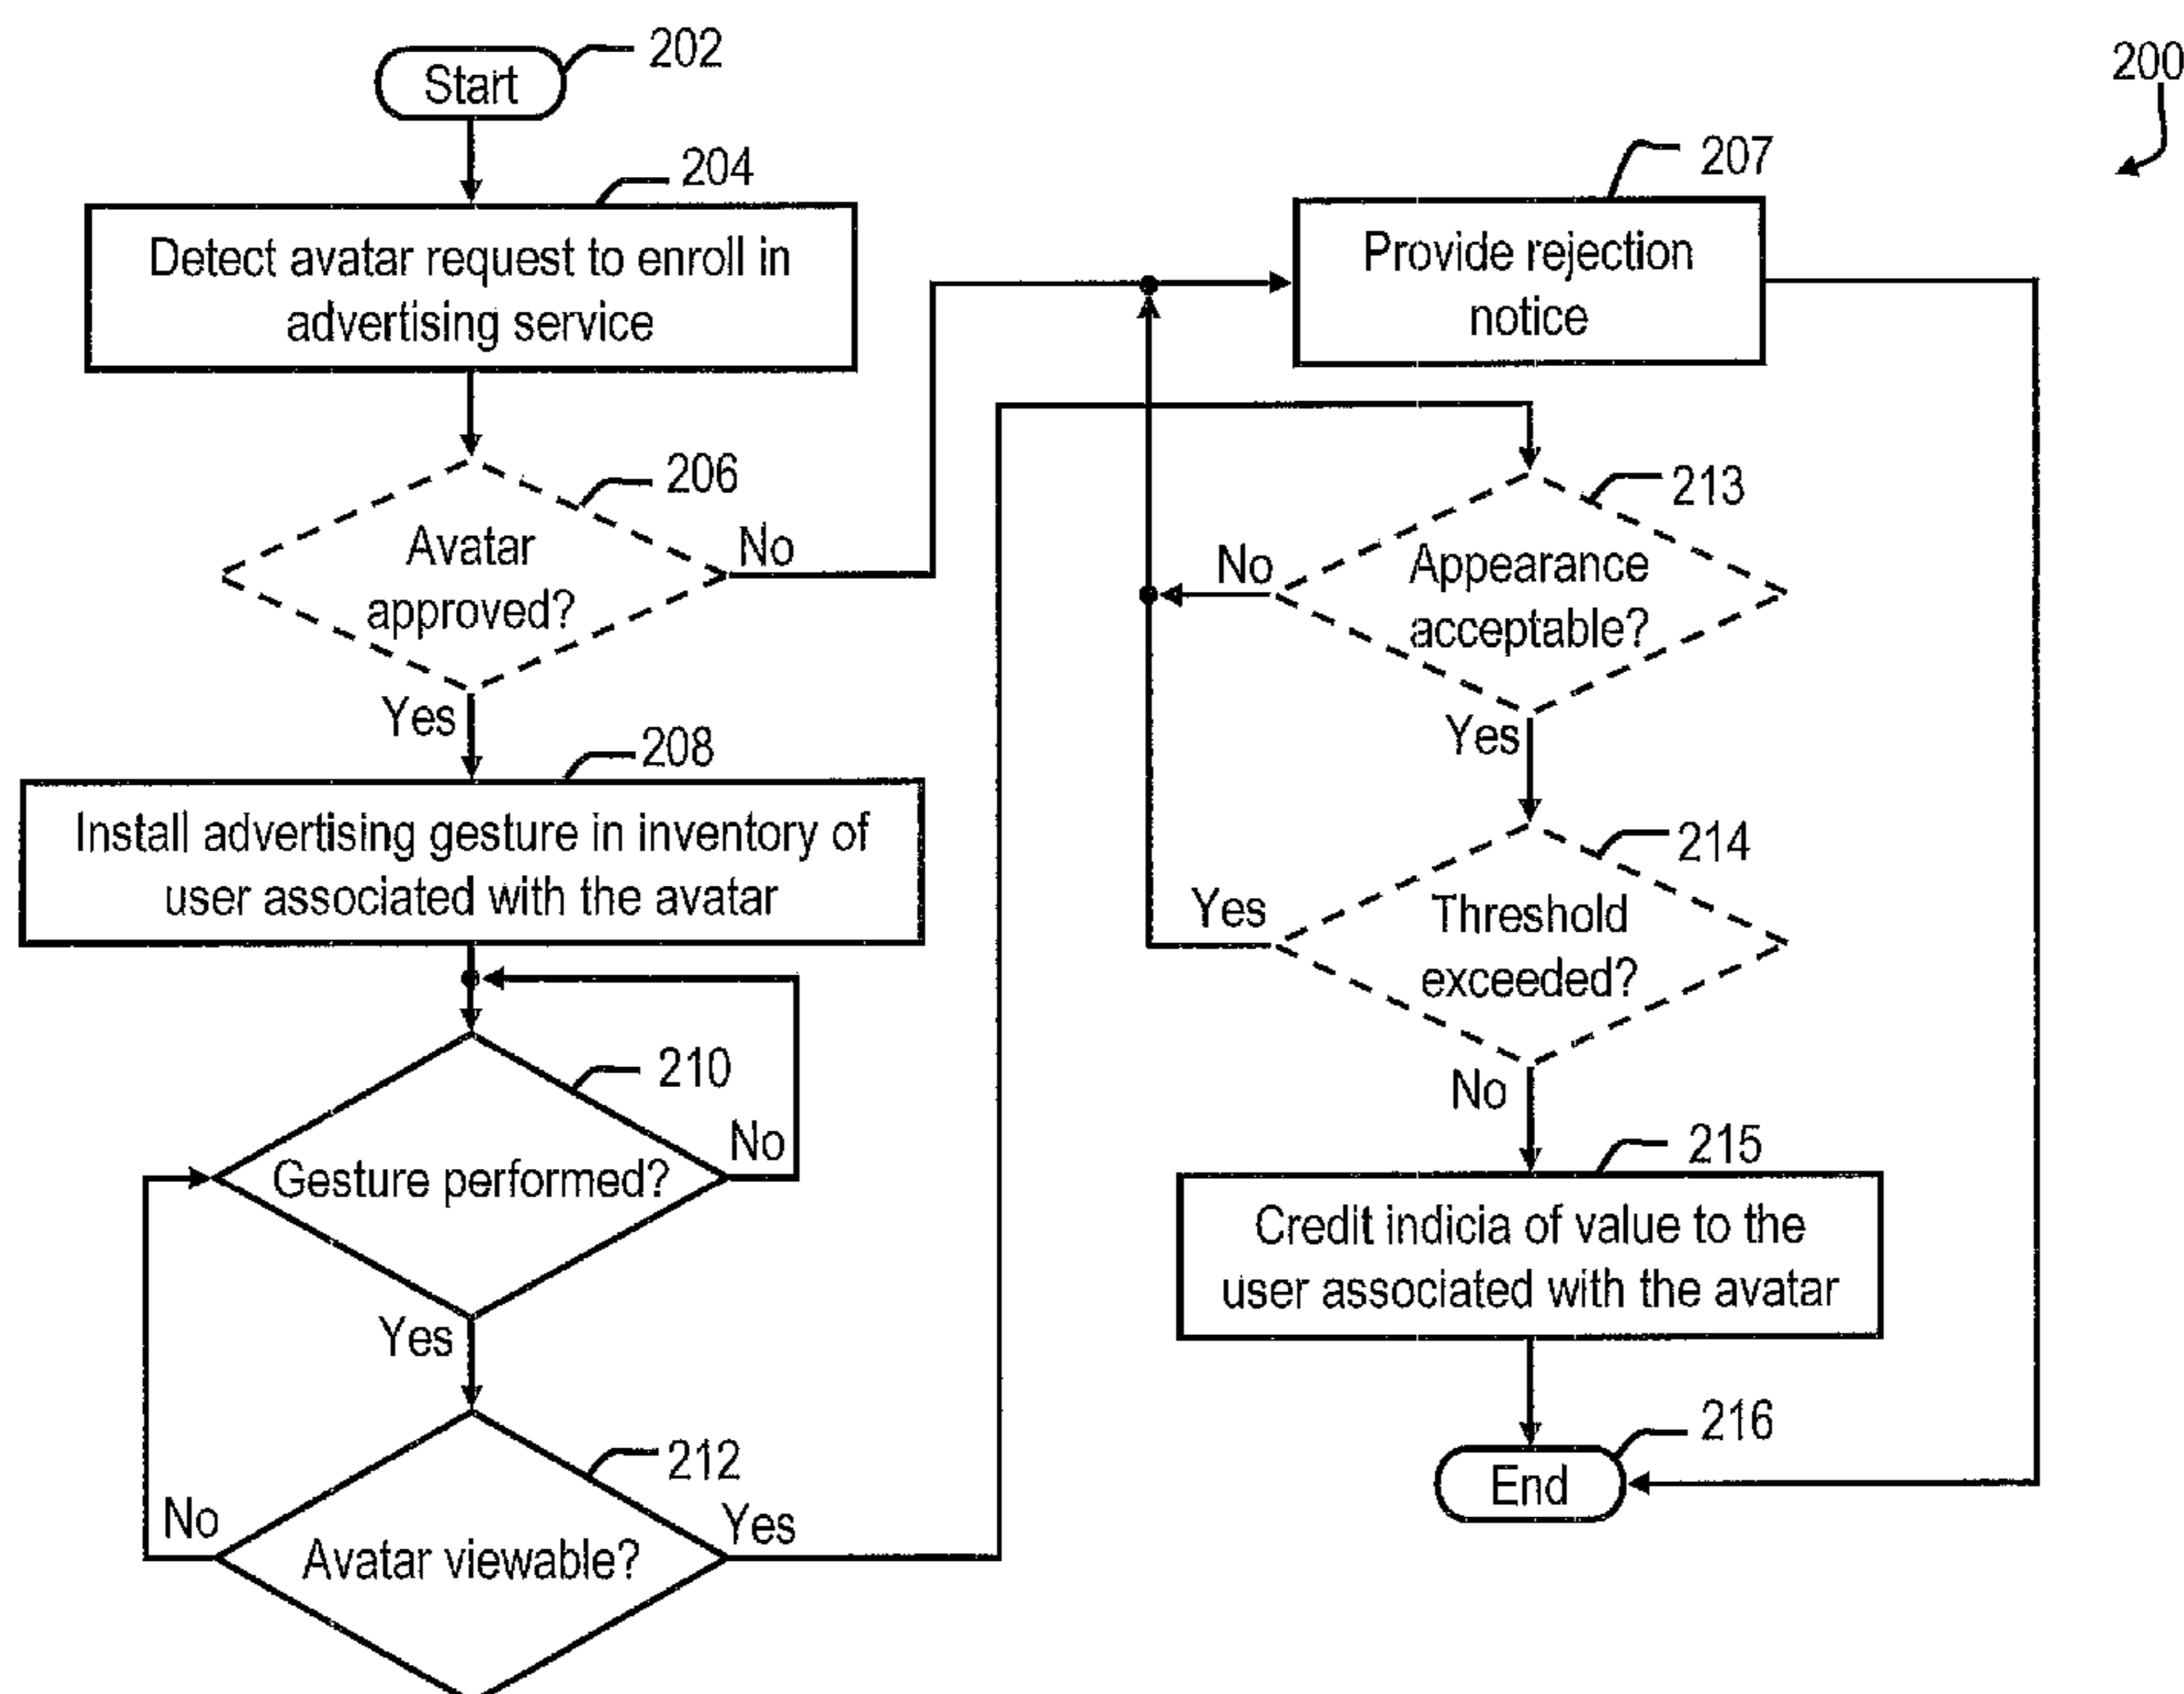 Start
202
200
204
Detect avatar request to enroll in
advertising service
207
Provide rejection
notice
206
Avatar
approved?
No
Yes
208
Install advertising gesture in inventory of
user associated with the avatar
210
Gesture performed?
No
Yes
212
Avatar viewable?
No
Yes
213
Appearance
acceptable?
No
Yes
214
Threshold
exceeded?
Yes
No
215
Credit indicia of value to the
user associated with the avatar
216
End